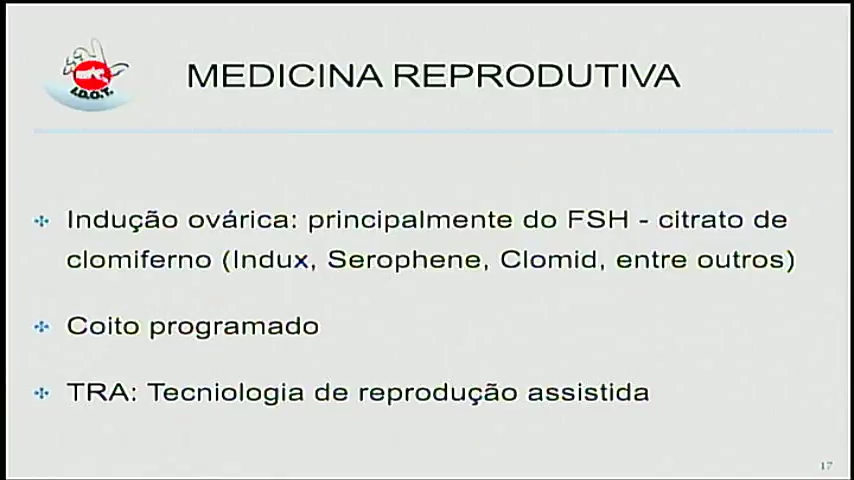 I.D.O.T.
MEDICINA REPRODUTIVA
Indução ovárica: principalmente do FSH - citrato de
clomiferno (Indux, Serophene, Clomid, entre outros)
Coito programado
TRA: Tecniologia de reprodução assistida
17